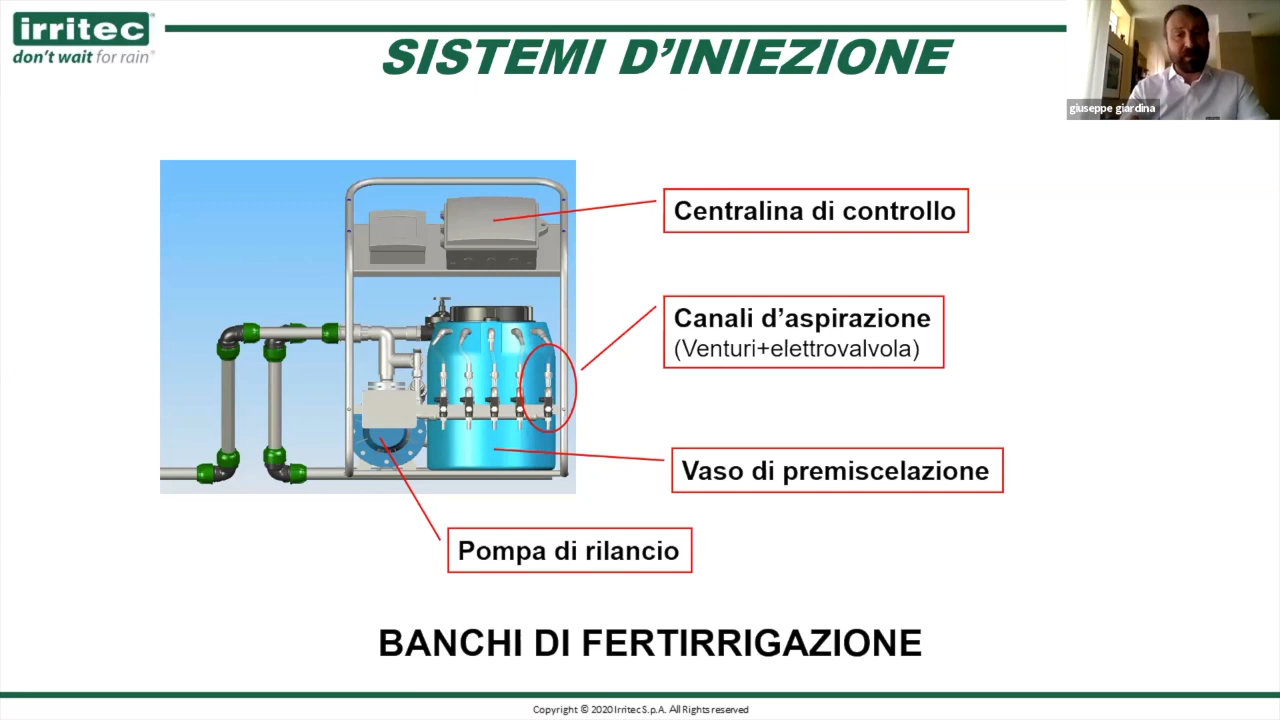 irritec
don't wait for rain®
SISTEMI D'INIEZIONE
giuseppe giardina
Centralina di controllo
Canali d'aspirazione
(Venturi+elettrovalvola)
Vaso di premiscelazione
Pompa di rilancio
BANCHI DI FERTIRRIGAZIONE
Copyright © 2020 Irritec S.p.A. All Rights reserved